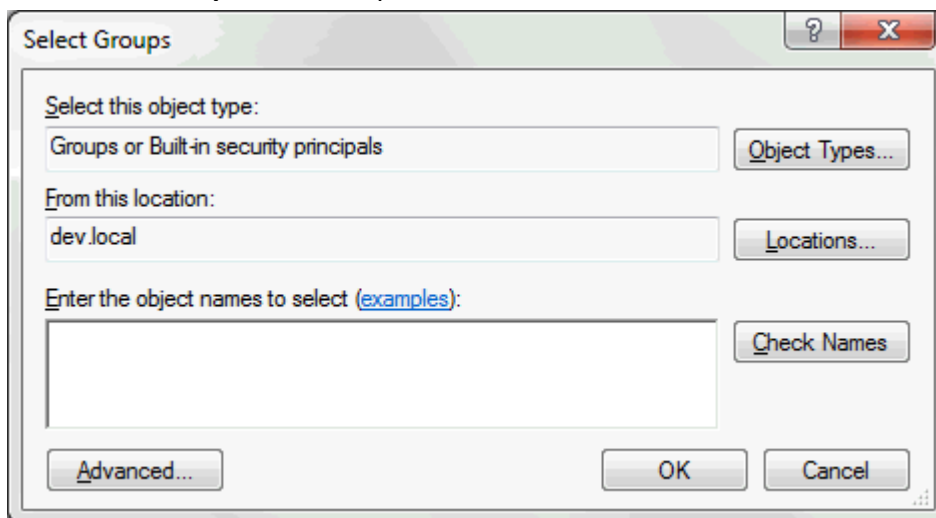 Select Groups
Select this object type:
Groups or Built-in security principals
Object Types...
From this location:
dev.local
Locations...
Enter the object names to select (examples):
Check Names
Advanced...
OK
Cancel